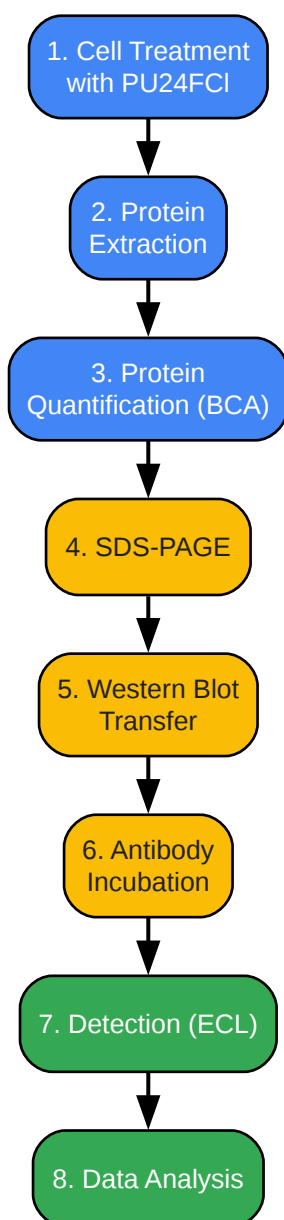 1. Cell Treatment
with PU24FCl
2. Protein
Extraction
3. Protein
Quantification (BCA)
4. SDS-PAGE
5. Western Blot
Transfer
6. Antibody
Incubation
7. Detection (ECL)
8. Data Analysis